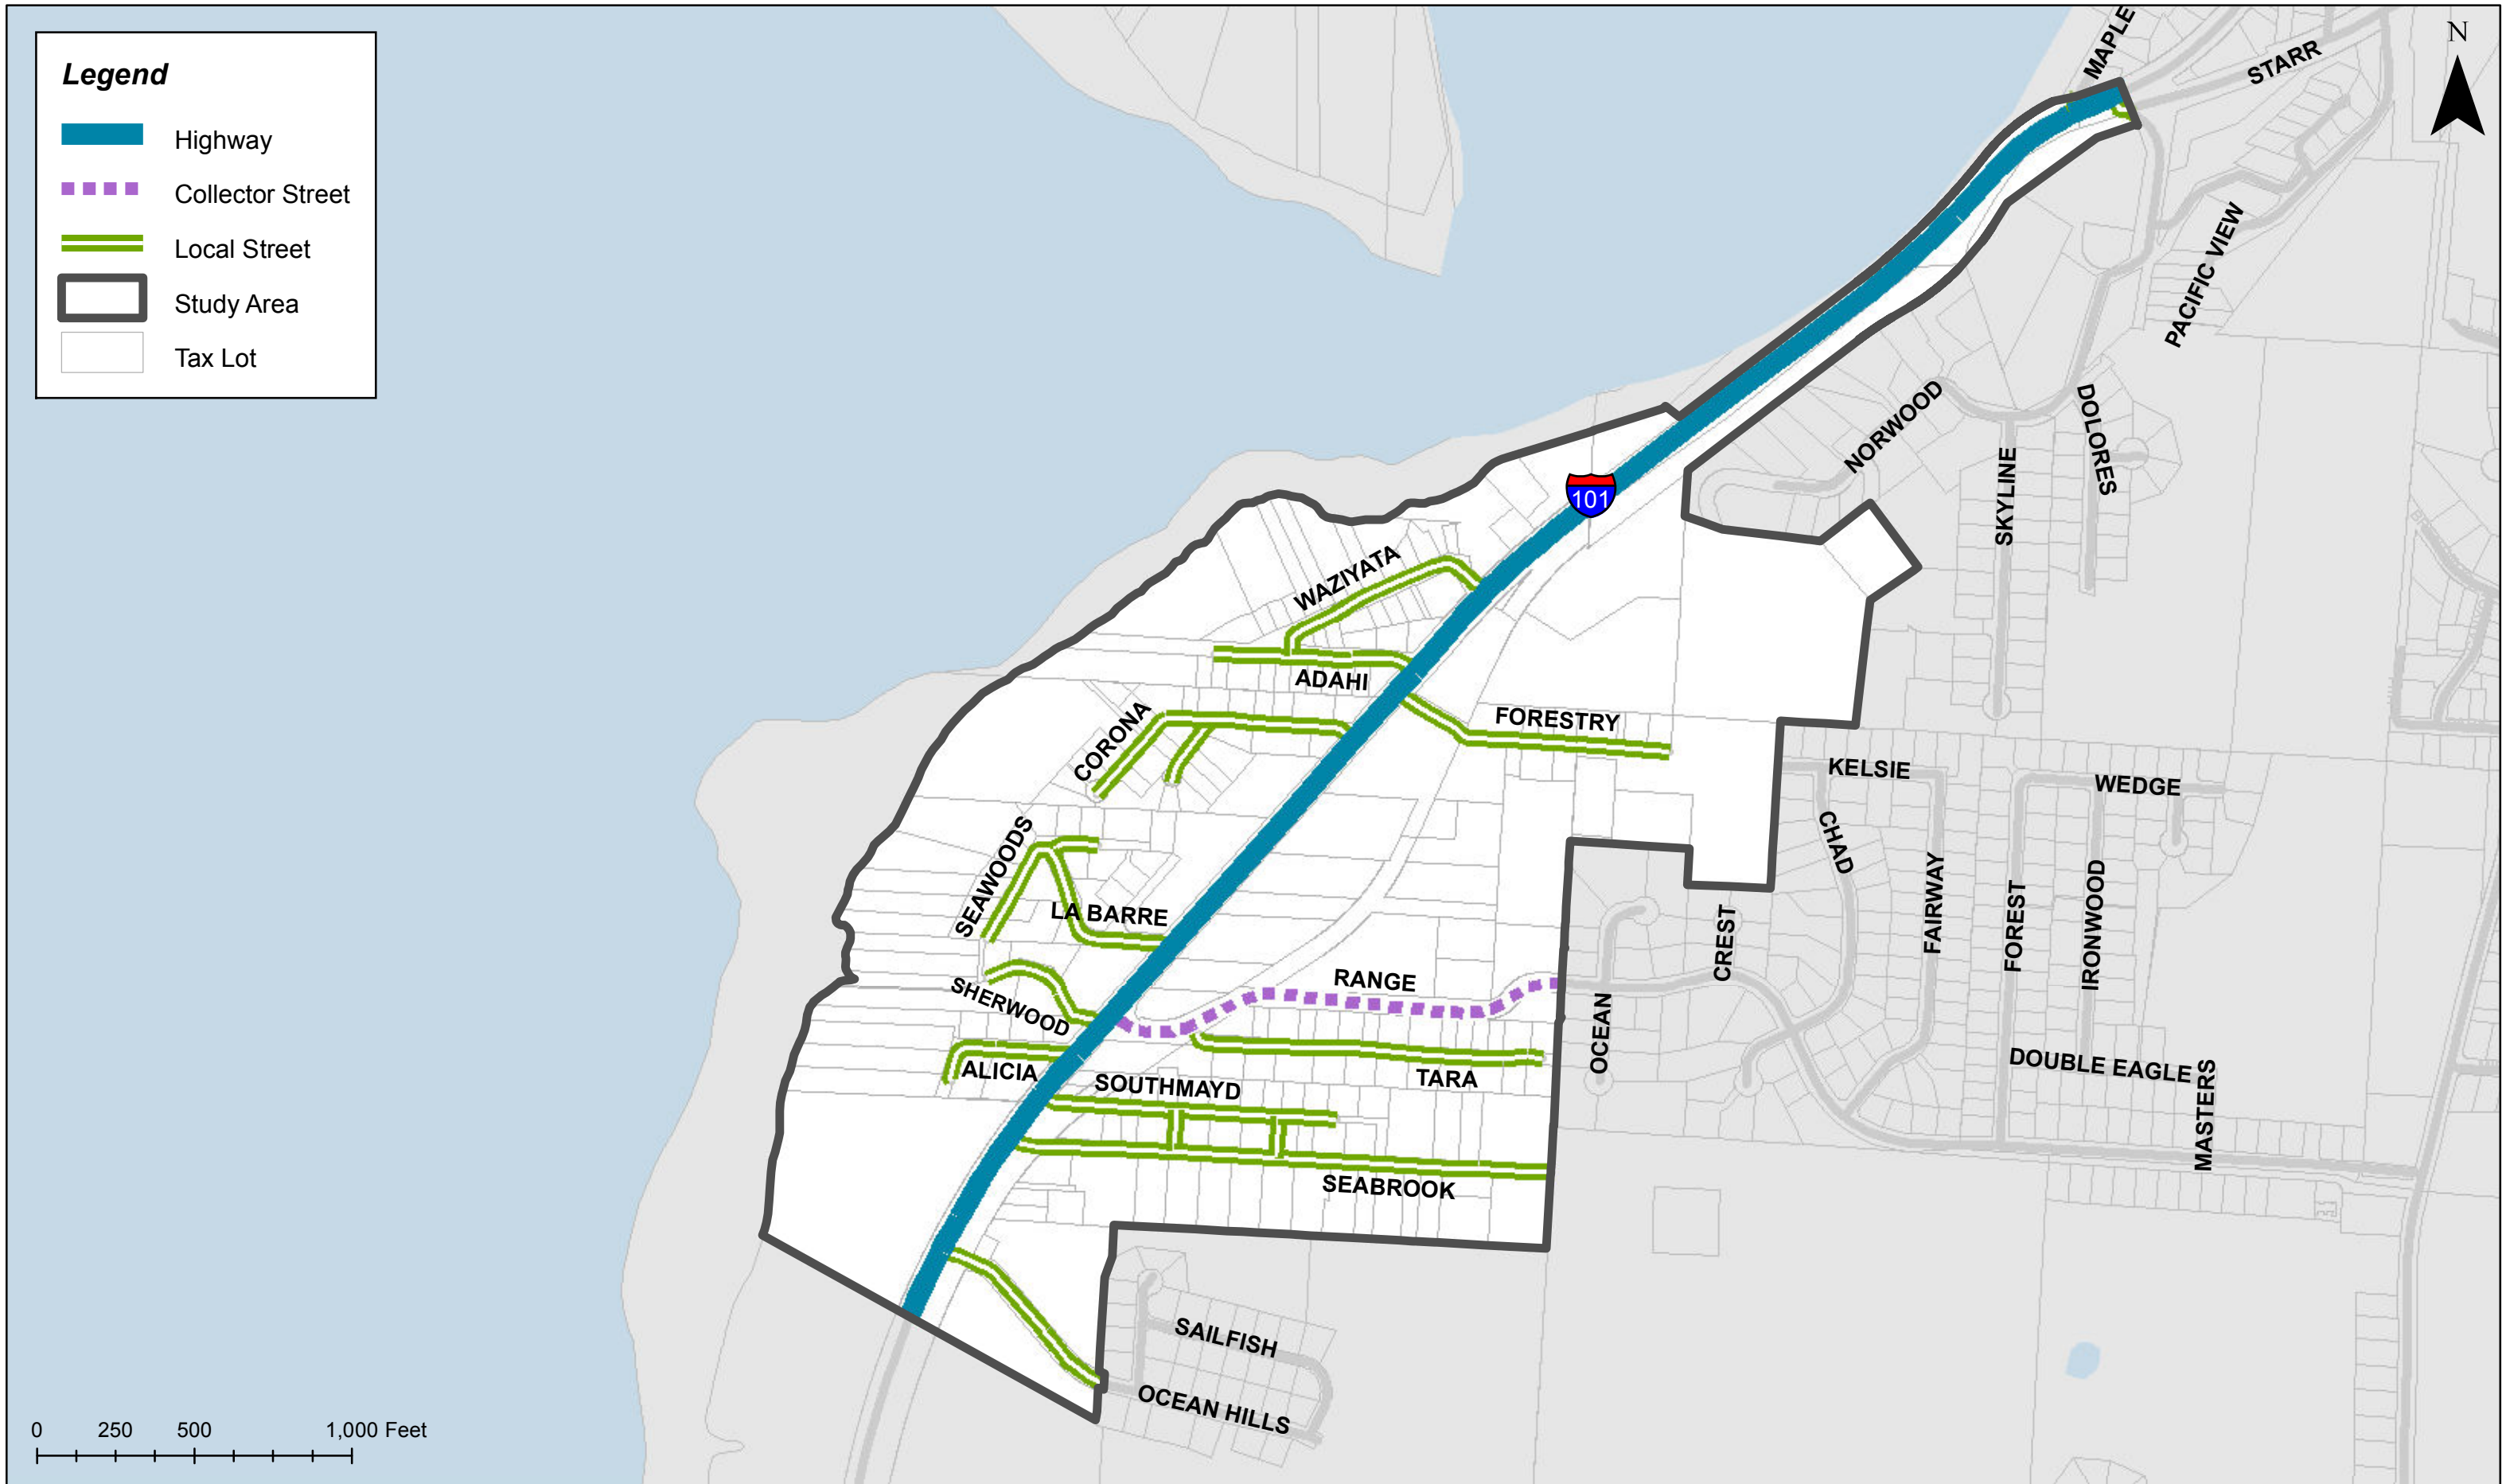 Legend
Highway
Collector Street
Local Street
Study Area
Tax Lot
N
MAPLE
STARR
PACIFIC VIEW
NORWOOD
DOLORES
SKYLINE
101
WAZIYATA
ADAHI
CORONA
FORESTRY
KELSIE
WEDGE
CHAD
SEAWOODS
FAIRWAY
FOREST
IRONWOOD
LA BARRE
CREST
RANGE
SHERWOOD
OCEAN
ALICIA
SOUTHMAYD
TARA
DOUBLE EAGLE
MASTERS
SEABROOK
SAILFISH
OCEAN HILLS
0 250 500 1,000 Feet